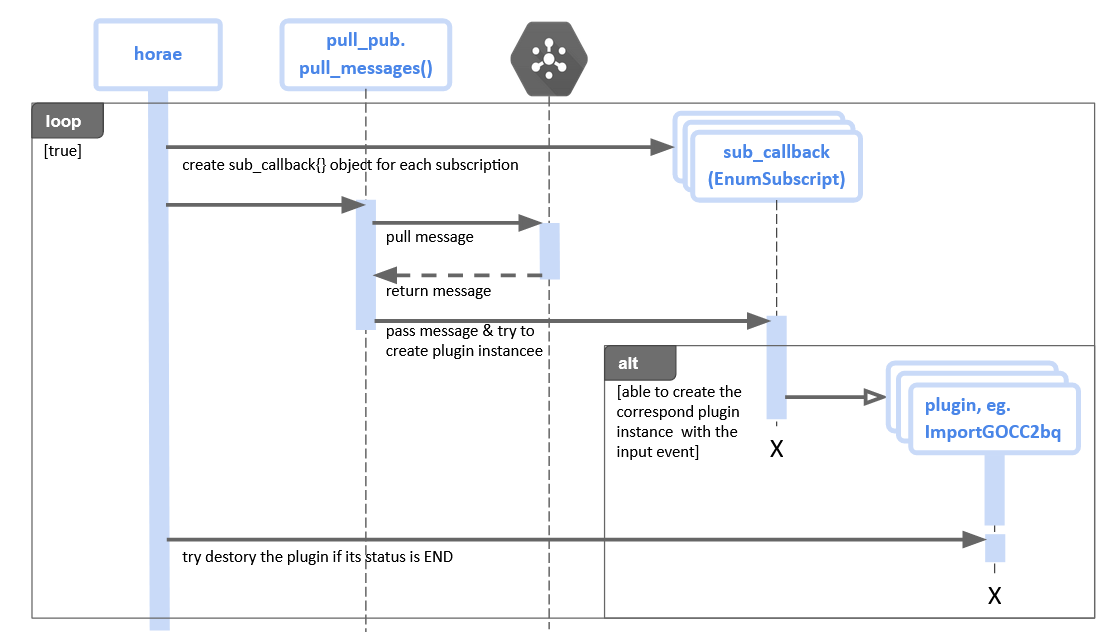 horae
pull_pub.
pull_messages()
loop
[true]
create sub_callback{} object for each subscription
sub_callback
(EnumSubscript)
pull message
return message
pass message & try to
create plugin instancee
alt
[able to create the
correspond plugin
instance with the
input event]
X
plugin, eg.
ImportGOCC2bq
try destory the plugin if its status is END
X